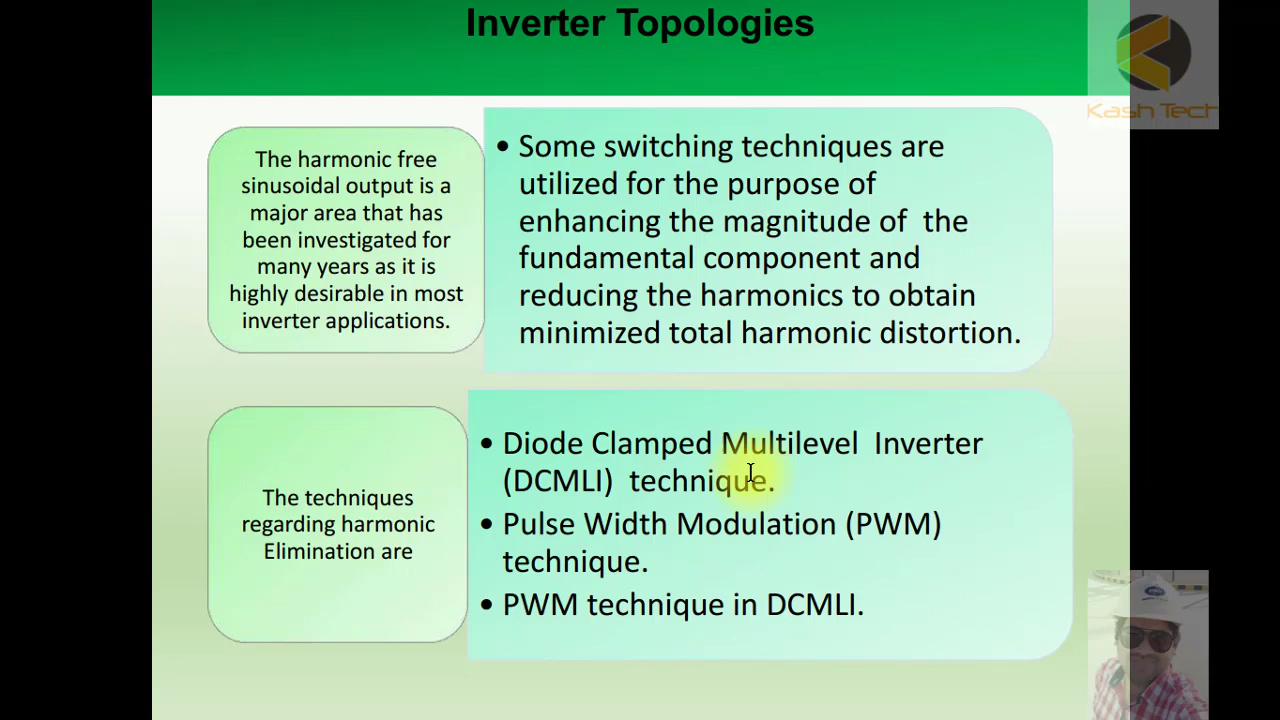 Inverter Topologies
Kash Tech
The harmonic free
sinusoidal output is a
major area that has
been investigated for
many years as it is
highly desirable in most
inverter applications.
• Some switching techniques are
utilized for the purpose of
enhancing the magnitude of the
fundamental component and
reducing the harmonics to obtain
minimized total harmonic distortion.
The techniques
regarding harmonic
Elimination are
• Diode Clamped Multilevel Inverter
(DCMLI) technique.
• Pulse Width Modulation (PWM)
technique.
• PWM technique in DCMLI.